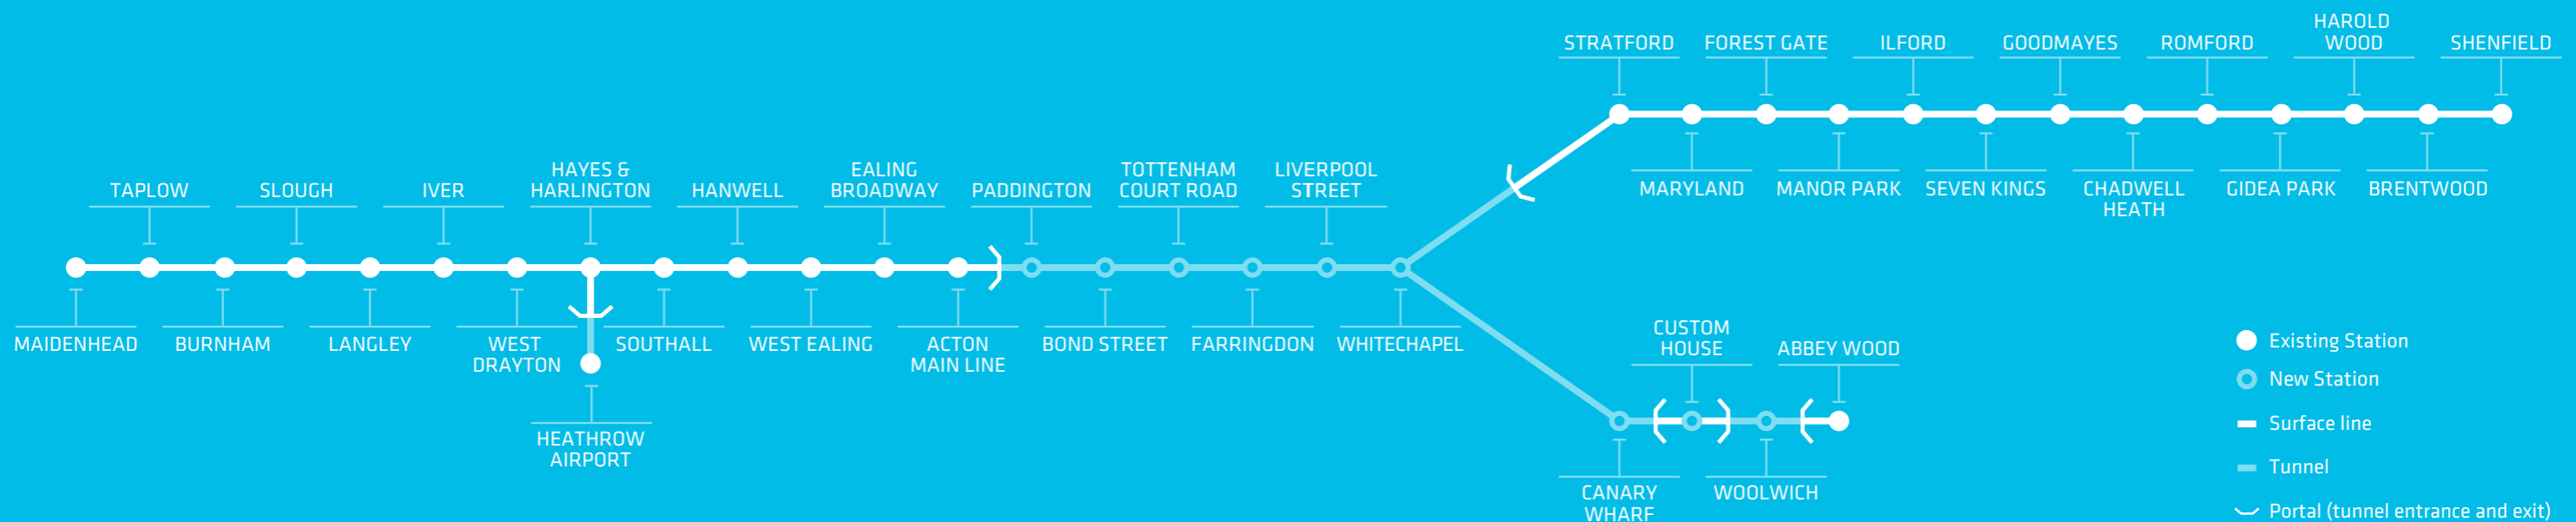 STRATFORD
FOREST GATE
ILFORD
GOODMAYES
ROMFORD
HAROLD
WOOD
SHENFIELD
MARYLAND
MANOR PARK
SEVEN KINGS
CHADWELL
HEATH
GIDEA PARK
BRENTWOOD
TAPLOW
SLOUGH
IVER
HAYES &
HARLINGTON
HANWELL
EALING
BROADWAY
PADDINGTON
TOTTENHAM
COURT ROAD
LIVERPOOL
STREET
MAIDENHEAD
BURNHAM
LANGLEY
WEST
DRAYTON
SOUTHALL
WEST EALING
ACTON
MAIN LINE
BOND STREET
FARRINGDON
WHITECHAPEL
HEATHROW
AIRPORT
CUSTOM
HOUSE
ABBEY WOOD
CANARY
WHARF
WOOLWICH
Existing Station
New Station
Surface line
Tunnel
Portal (tunnel entrance and exit)